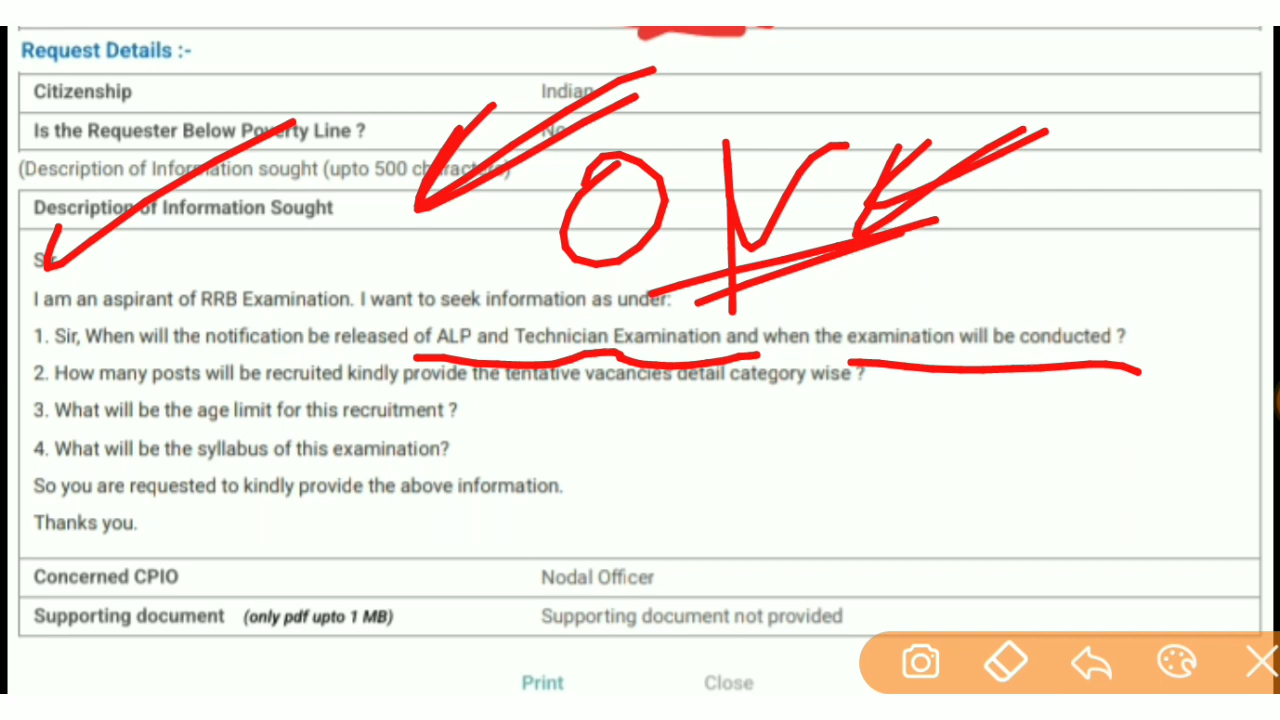 Request Details :-
Citizenship Indian
Is the Requester Below Poverty Line ? No
(Description of Information sought (upto 500 characters)
Description of Information Sought
Sir,
I am an aspirant of RRB Examination. I want to seek information as under:
1. Sir, When will the notification be released of ALP and Technician Examination and when the examination will be conducted ?
2. How many posts will be recruited kindly provide the tentative vacancies detail category wise ?
3. What will be the age limit for this recruitment ?
4. What will be the syllabus of this examination?
So you are requested to kindly provide the above information.
Thanks you.
Concerned CPIO Nodal Officer
Supporting document (only pdf upto 1 MB) Supporting document not provided
Print Close